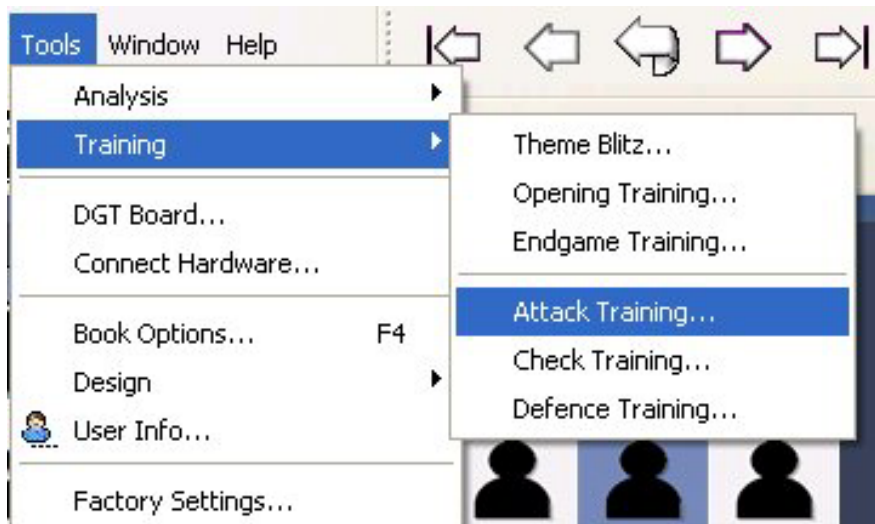 Tools Window Help
Analysis
Training
DGT Board...
Connect Hardware...
Book Options... F4
Design
User Info...
Factory Settings...
Theme Blitz...
Opening Training...
Endgame Training...
Attack Training...
Check Training...
Defence Training...